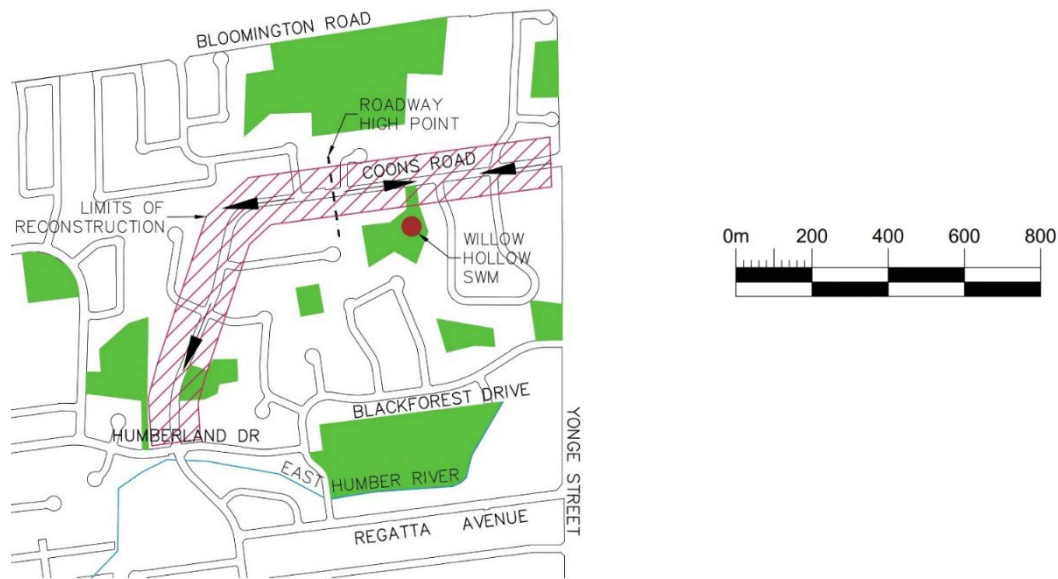 BLOOMINGTON ROAD
ROADWAY
HIGH POINT
COONS ROAD
LIMITS OF
RECONSTRUCTION
WILLOW
HOLLOW
SWM
0m 200 400 600 800
BLACKFOREST DRIVE
HUMBERLAND DR
EAST HUMBER RIVER
YONGE STREET
REGATTA AVENUE